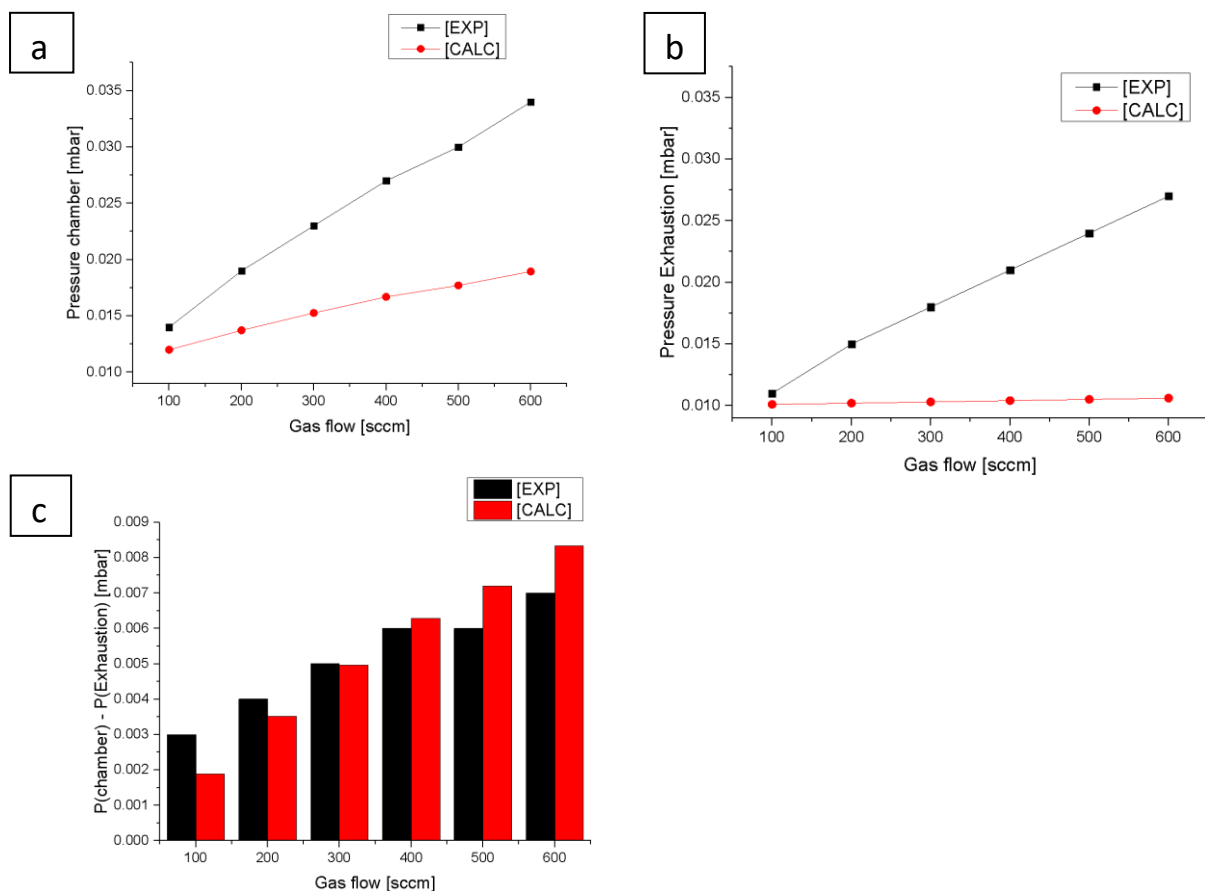 a
[EXP]
[CALC]
Pressure chamber [mbar]
0.035
0.030
0.025
0.020
0.015
0.010
100 200 300 400 500 600
Gas flow [sccm]
b
[EXP]
[CALC]
Pressure Exhaustion [mbar]
0.035
0.030
0.025
0.020
0.015
0.010
100 200 300 400 500 600
Gas flow [sccm]
c
[EXP]
[CALC]
P(chamber) - P(Exhaustion) [mbar]
0.009
0.008
0.007
0.006
0.005
0.004
0.003
0.002
0.001
0.000
100 200 300 400 500 600
Gas flow [sccm]